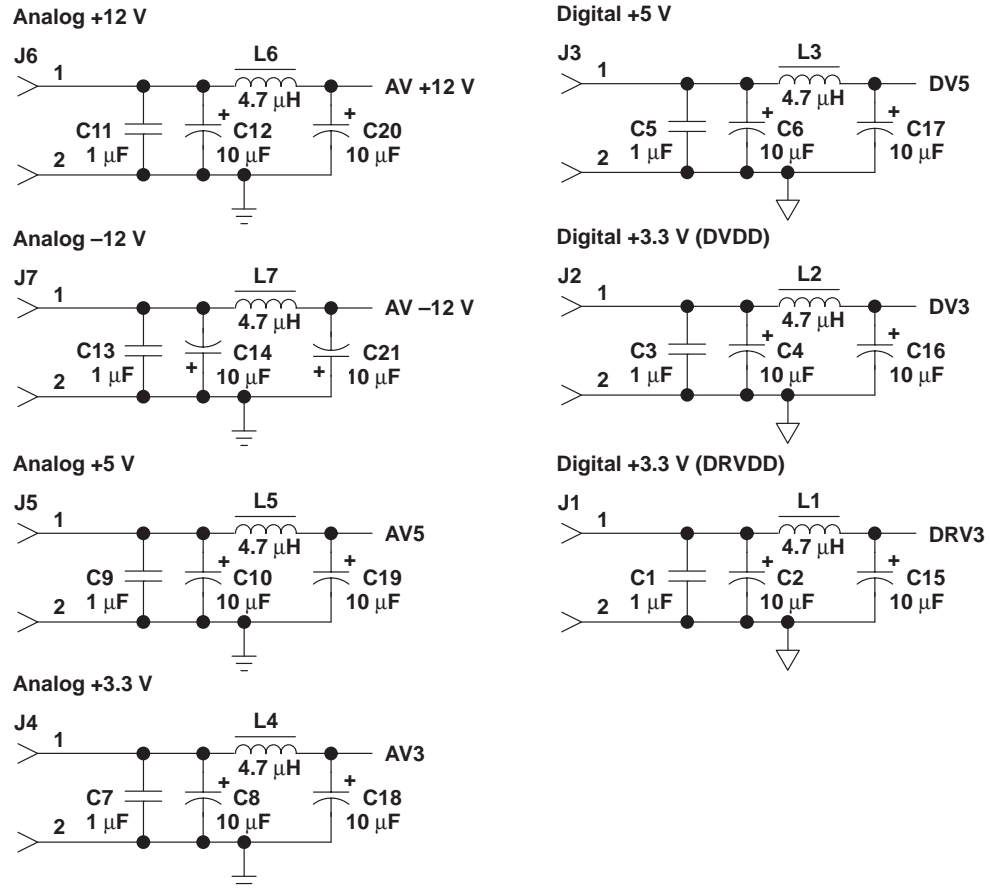 Analog +12 V
J6
1
L6
4.7 μH
AV +12 V
C11
1 μF
+
C12
10 μF
+
C20
10 μF
2
Analog –12 V
J7
1
L7
4.7 μH
AV –12 V
C13
1 μF
+
C14
10 μF
+
C21
10 μF
2
Analog +5 V
J5
1
L5
4.7 μH
AV5
C9
1 μF
+
C10
10 μF
+
C19
10 μF
2
Analog +3.3 V
J4
1
L4
4.7 μH
AV3
C7
1 μF
+
C8
10 μF
+
C18
10 μF
2
Digital +5 V
J3
1
L3
4.7 μH
DV5
C5
1 μF
+
C6
10 μF
+
C17
10 μF
2
Digital +3.3 V (DVDD)
J2
1
L2
4.7 μH
DV3
C3
1 μF
+
C4
10 μF
+
C16
10 μF
2
Digital +3.3 V (DRVDD)
J1
1
L1
4.7 μH
DRV3
C1
1 μF
+
C2
10 μF
+
C15
10 μF
2